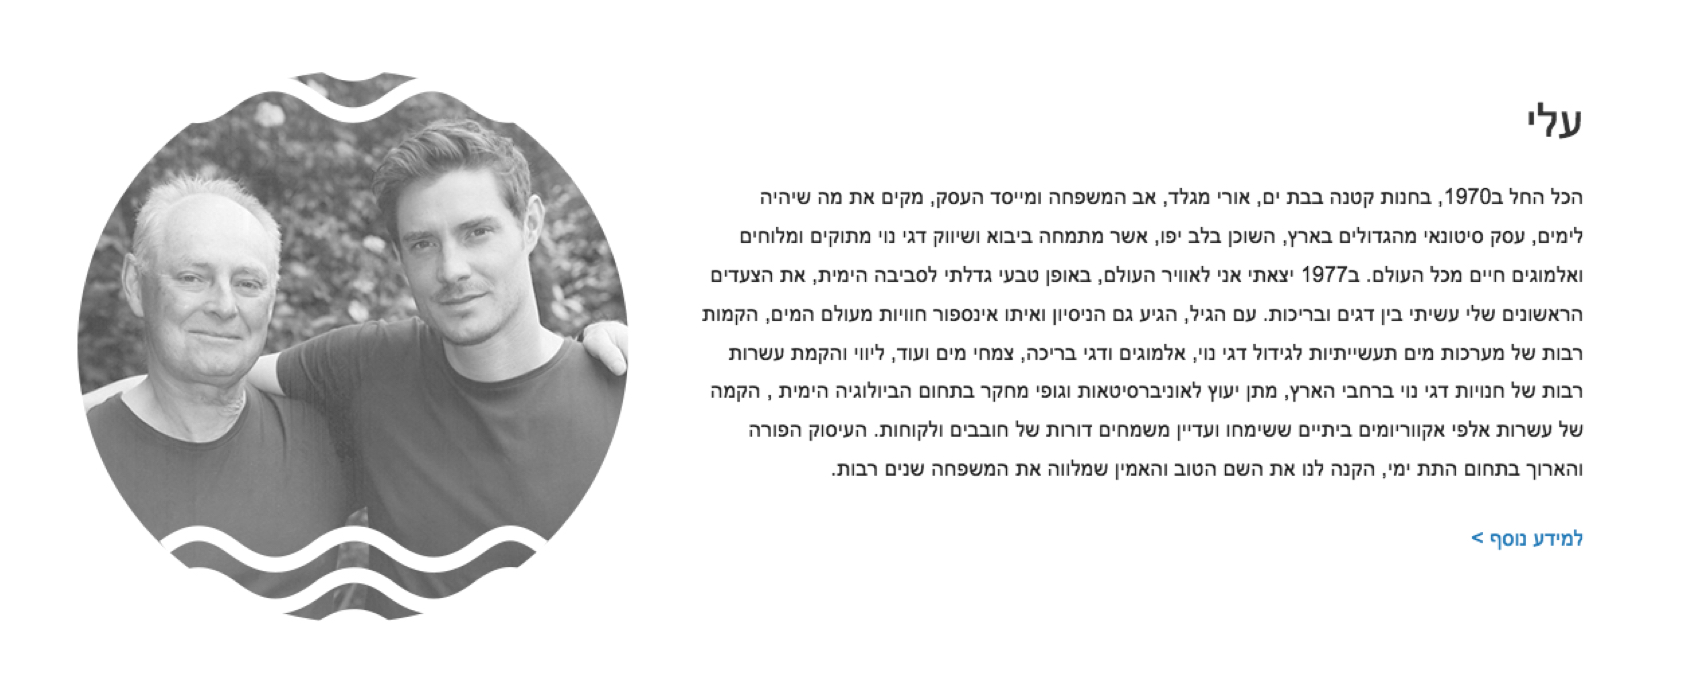 עלי
הכל החל ב1970, בחנות קטנה בבת ים, אורי מגלד, אב המשפחה ומייסד העסק, מקים את מה שיהיה
לימים, עסק סיטונאי מהגדולים בארץ, השוכן בלב יפו, אשר מתמחה ביבוא ושיווק דגי נוי מתוקים ומלוחים
ואלמוגים חיים מכל העולם. ב1977 יצאתי אני לאוויר העולם, באופן טבעי גדלתי לסביבה הימית, את הצעדים
הראשונים שלי עשיתי בין דגים ובריכות. עם הגיל, הגיע גם הניסיון ואיתו אינספור חוויות מעולם המים, הקמות
רבות של מערכות מים תעשייתיות לגידול דגי נוי, אלמוגים ודגי בריכה, צמחי מים ועוד, ליווי והקמת עשרות
רבות של חנויות דגי נוי ברחבי הארץ, מתן יעוץ לאוניברסיטאות וגופי מחקר בתחום הביולוגיה הימית , הקמה
של עשרות אלפי אקווריומים ביתיים ששימחו ועדיין משמחים דורות של חובבים ולקוחות. העיסוק הפורה
והארוך בתחום התת ימי, הקנה לנו את השם הטוב והאמין שמלווה את המשפחה שנים רבות.
למידע נוסף >